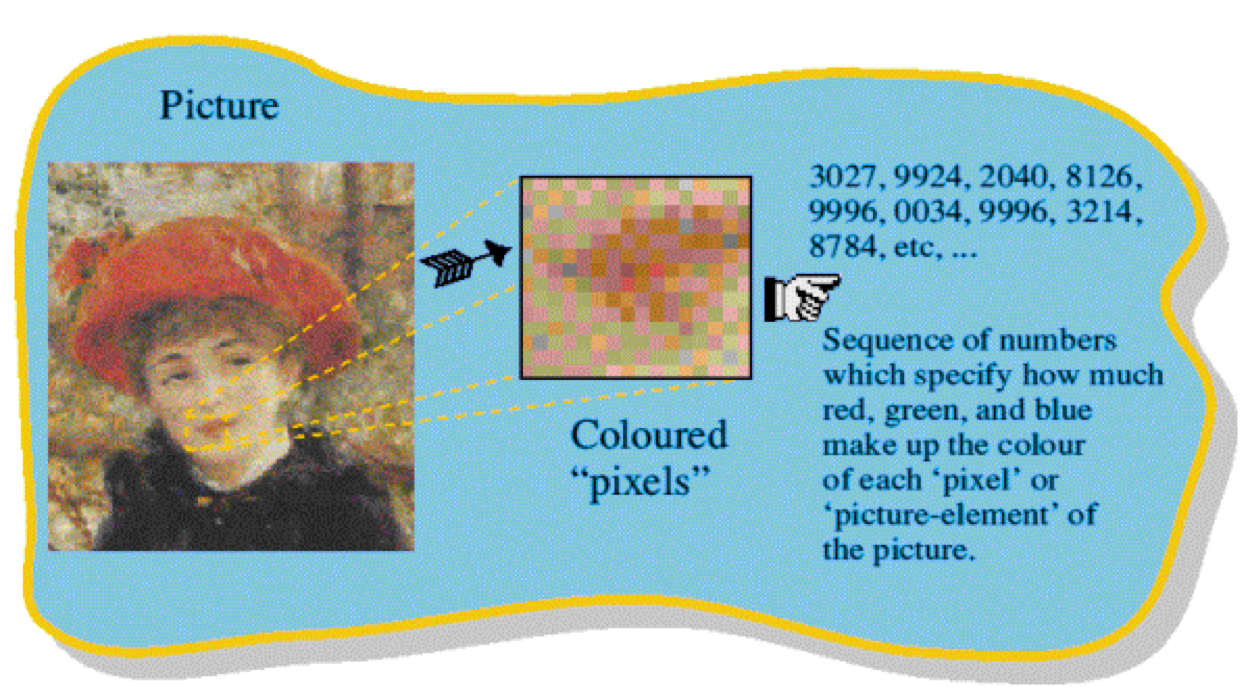 Picture
3027, 9924, 2040, 8126,
9996, 0034, 9996, 3214,
8784, etc, ...
Sequence of numbers
which specify how much
red, green, and blue
make up the colour
of each ‘pixel’ or
‘picture-element’ of
the picture.
Coloured
“pixels”